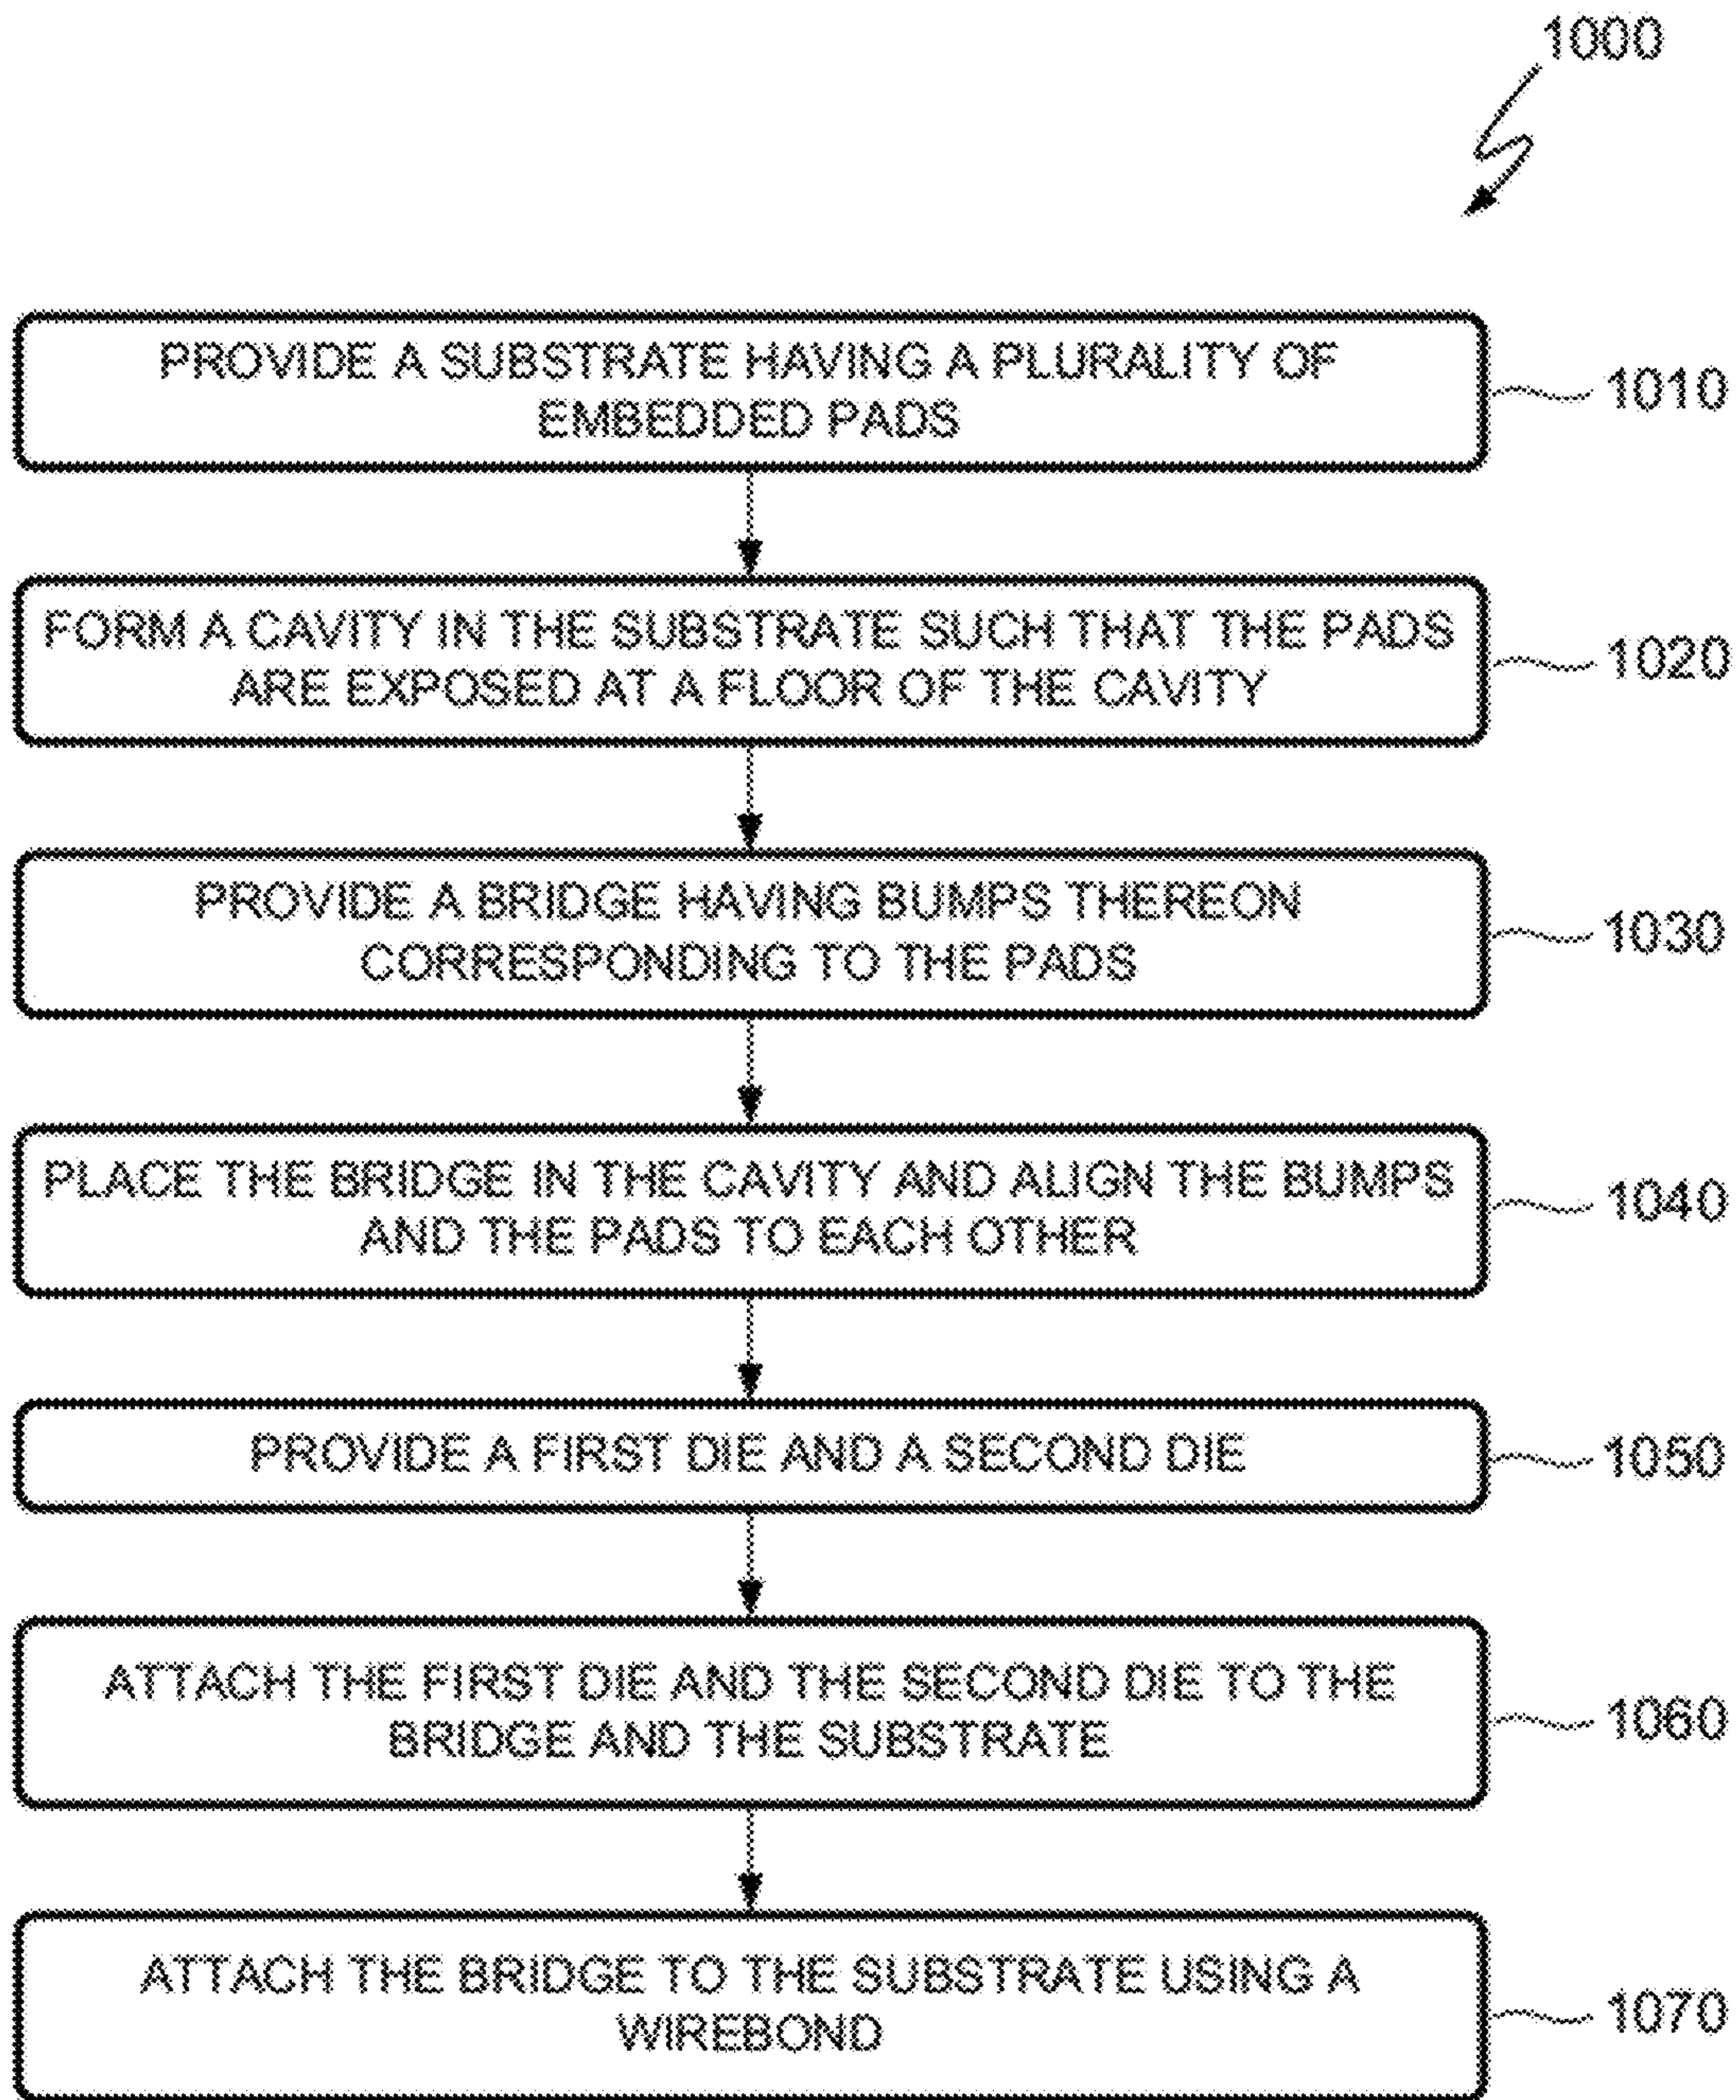 1000
PROVIDE A SUBSTRATE HAVING A PLURALITY OF
EMBEDDED PADS
1010
FORM A CAVITY IN THE SUBSTRATE SUCH THAT THE PADS
ARE EXPOSED AT A FLOOR OF THE CAVITY
1020
PROVIDE A BRIDGE HAVING BUMPS THEREON
CORRESPONDING TO THE PADS
1030
PLACE THE BRIDGE IN THE CAVITY AND ALIGN THE BUMPS
AND THE PADS TO EACH OTHER
1040
PROVIDE A FIRST DIE AND A SECOND DIE
1050
ATTACH THE FIRST DIE AND THE SECOND DIE TO THE
BRIDGE AND THE SUBSTRATE
1060
ATTACH THE BRIDGE TO THE SUBSTRATE USING A
WIREBOND
1070